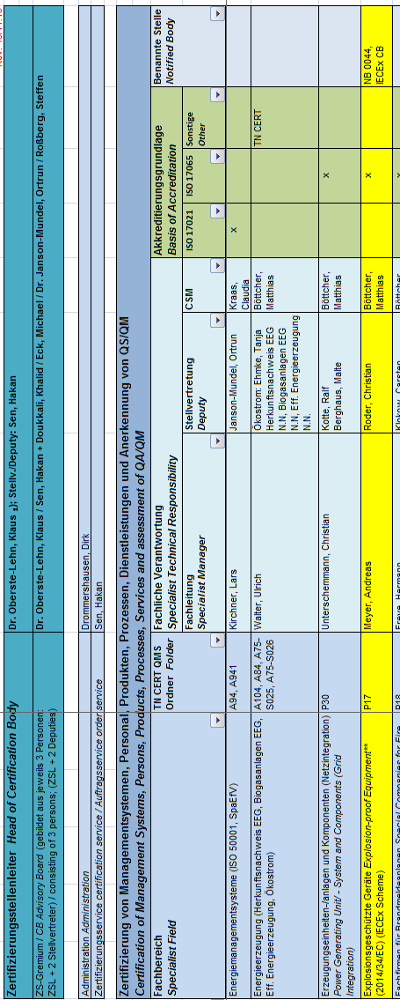 Zertifizierungsstellenleiter Head of Certification Body
Dr. Oberste-Lehn, Klaus 1); Stellv./Deputy: Sen, Hakan
ZS-Gremium / CB Advisory Board (gebildet aus jeweils 3 Personen:
ZSL + 2 Stellvertreter) / consisting of 3 persons; (ZSL + 2 Deputies)
Dr. Oberste-Lehn, Klaus / Sen, Hakan + Doukkali, Khalid / Eck, Michael / Dr. Janson-Mundel, Ortrun / Roßberg, Steffen
Administration Administration
Drommershausen, Dirk
Zertifizierungsservice certification service / Auftragsservice order service
Sen, Hakan
Zertifizierung von Managementsystemen, Personal, Produkten, Prozessen, Dienstleistungen und Anerkennung von QS/QM
Certification of Management Systems, Persons, Products, Processes, Services and assessment of QA/QM
Fachbereich
Specialist Field
TN CERT QMS
Ordner Folder
Fachliche Verantwortung
Specialist Technical Responsibility
Fachleitung
Specialist Manager
Stellvertretung
Deputy
CSM
Akkreditierungsgrundlage
Basis of Accreditation
ISO 17021
ISO 17065
Sonstige
Other
Benannte Stelle
Notified Body
Energiemanagementsysteme (ISO 50001, SpaEfV)
A94, A941
Kirchner, Lars
Janson-Mundel, Ortrun
Kraas,
Claudia
x
Energieerzeugung (Herkunftsnachweis EEG, Biogasanlagen EEG,
Eff. Energieerzeugung, Ökostrom)
A104, A84, A75-
S025, A75-S026
Walter, Ulrich
Ökostrom: Ehmke, Tanja
Herkunftsnachweis EEG
N.N, Biogasanlagen EEG
N.N, Eff. Energieerzeugung
N.N.
Böttcher,
Matthias
TN CERT
Erzeugungseinheiten-/anlagen und Komponenten (Netzintegration)
Power Generating Unit/ - System and Components (Grid
Integration)
P30
Unterschemmann, Christian
Kotte, Ralf
Berghaus, Malte
Böttcher,
Matthias
x
Explosionsgeschützte Geräte Explosion-proof Equipment**
(2014/34/EC) (IECEx Scheme)
P17
Meyer, Andreas
Roder, Christian
Böttcher,
Matthias
x
NB 0044,
IECEx CB
Fachfirmen für Brandmeldeanlagen Special Companies for Fire
P18